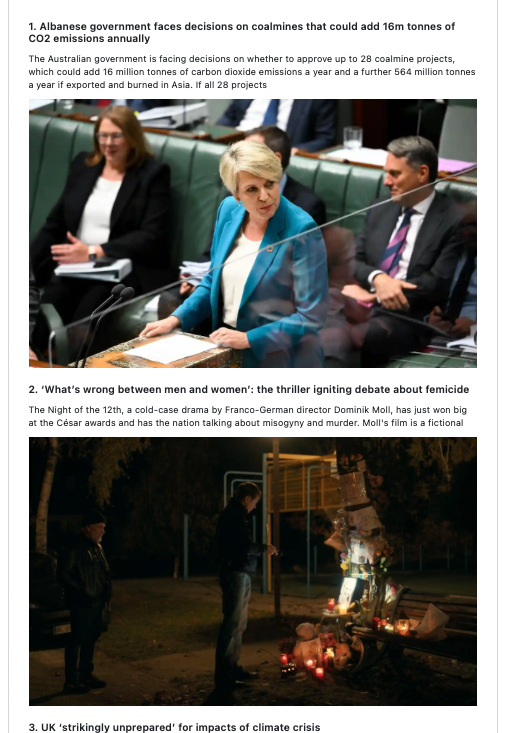 1. Albanese government faces decisions on coalmines that could add 16m tonnes of
CO2 emissions annually
The Australian government is facing decisions on whether to approve up to 28 coalmine projects,
which could add 16 million tonnes of carbon dioxide emissions a year and a further 564 million tonnes
a year if exported and burned in Asia. If all 28 projects
2. ‘What’s wrong between men and women’: the thriller igniting debate about femicide
The Night of the 12th, a cold-case drama by Franco-German director Dominik Moll, has just won big
at the César awards and has the nation talking about misogyny and murder. Moll's film is a fictional
3. UK ‘strikingly unprepared’ for impacts of climate crisis